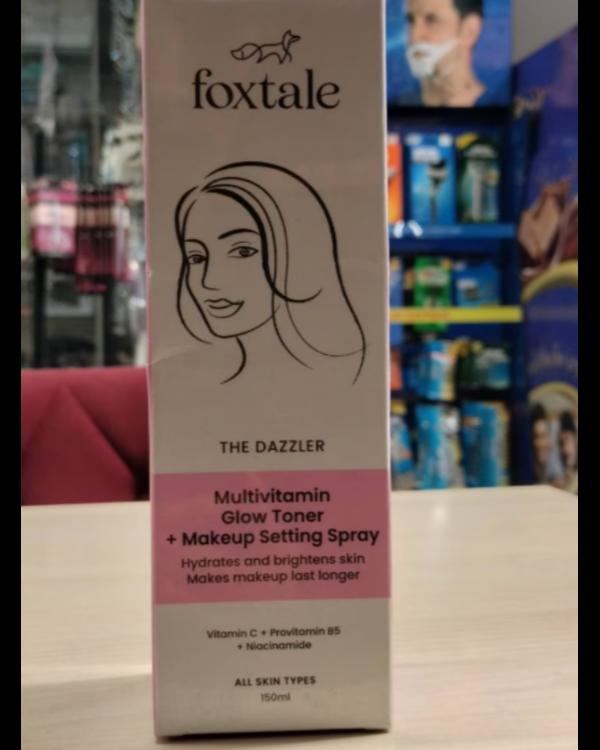 foxtale
THE DAZZLER
Multivitamin
Glow Toner
+ Makeup Setting Spray
Hydrates and brightens skin
Makes makeup last longer
Vitamin C + Provitamin B5
+ Niacinamide
ALL SKIN TYPES
150ml